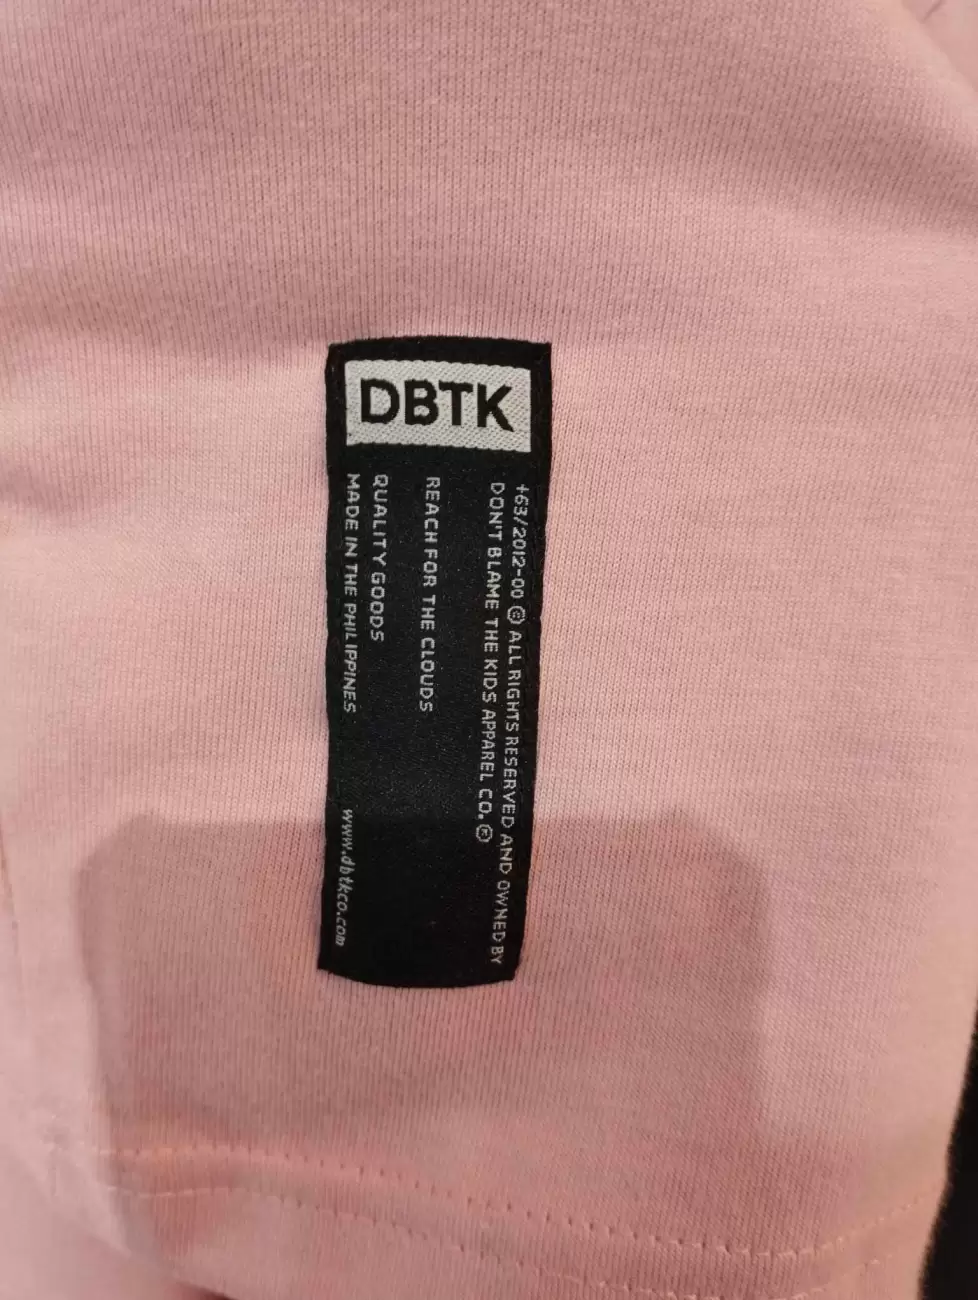 DBTK
+63/2012-00 © ALL RIGHTS RESERVED AND OWNED BY
DON'T BLAME THE KIDS APPAREL CO.®
REACH FOR THE CLOUDS
QUALITY GOODS
MADE IN THE PHILIPPINES
www.dbtkco.com